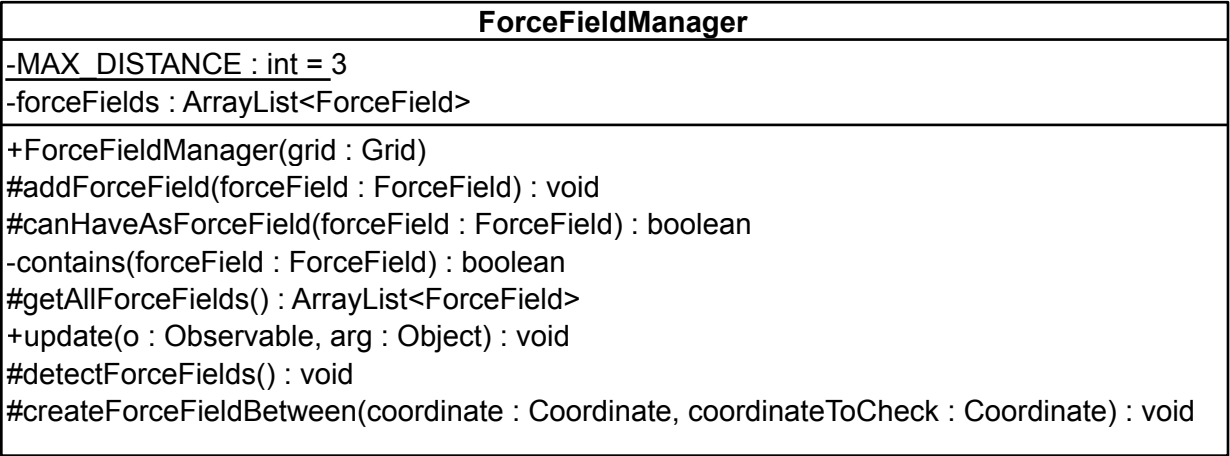 ForceFieldManager
-MAX_DISTANCE : int = 3
-forceFields : ArrayList<ForceField>
+ForceFieldManager(grid : Grid)
#addForceField(forceField : ForceField) : void
#canHaveAsForceField(forceField : ForceField) : boolean
-contains(forceField : ForceField) : boolean
#getAllForceFields() : ArrayList<ForceField>
+update(o : Observable, arg : Object) : void
#detectForceFields() : void
#createForceFieldBetween(coordinate : Coordinate, coordinateToCheck : Coordinate) : void